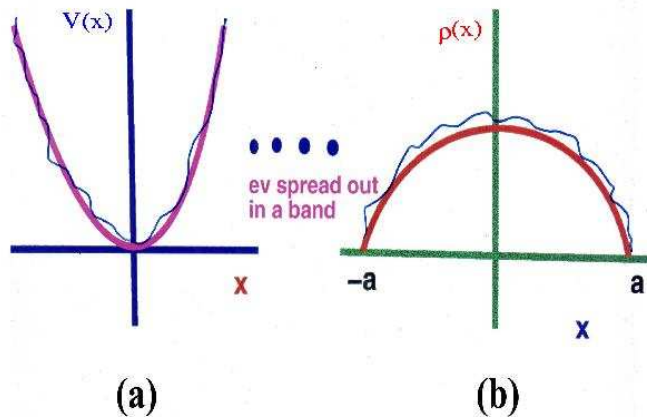 V(x)
ρ(x)
ev spread out
in a band
x
-a
a
x
(a)
(b)